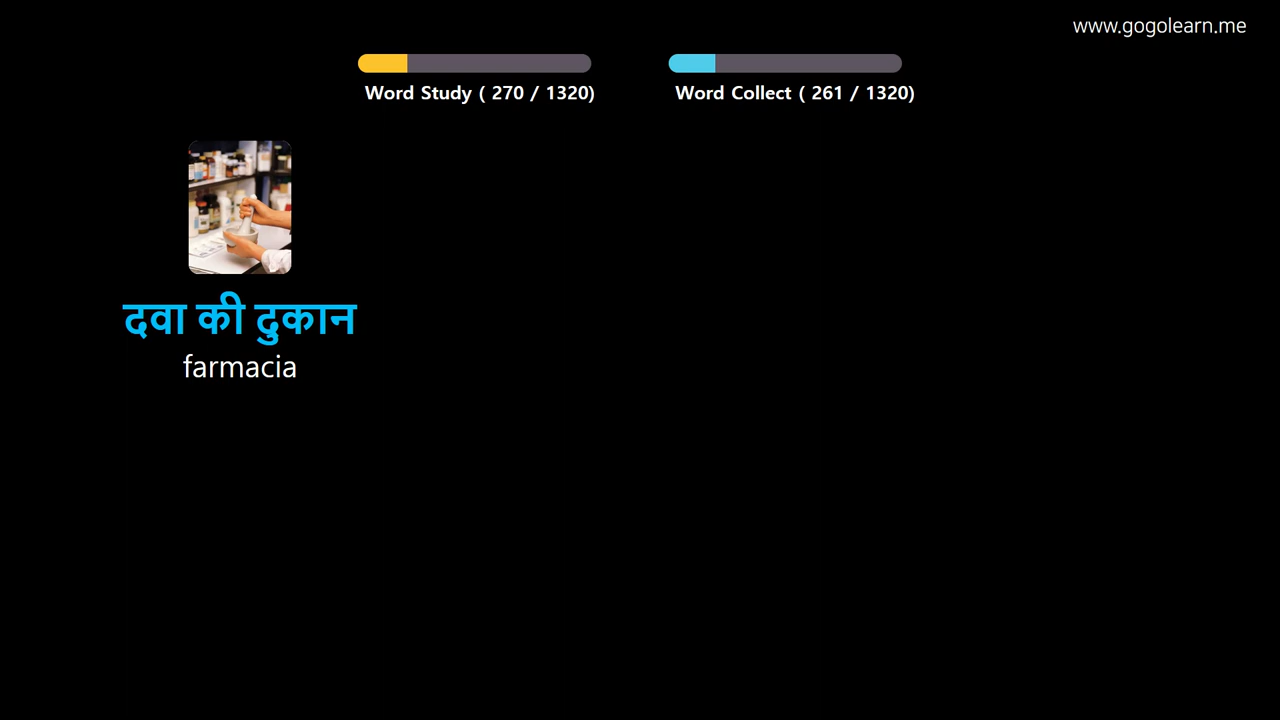 www.gogolearn.me
Word Study ( 270 / 1320)
Word Collect ( 261 / 1320)
दवा की दुकान
farmacia